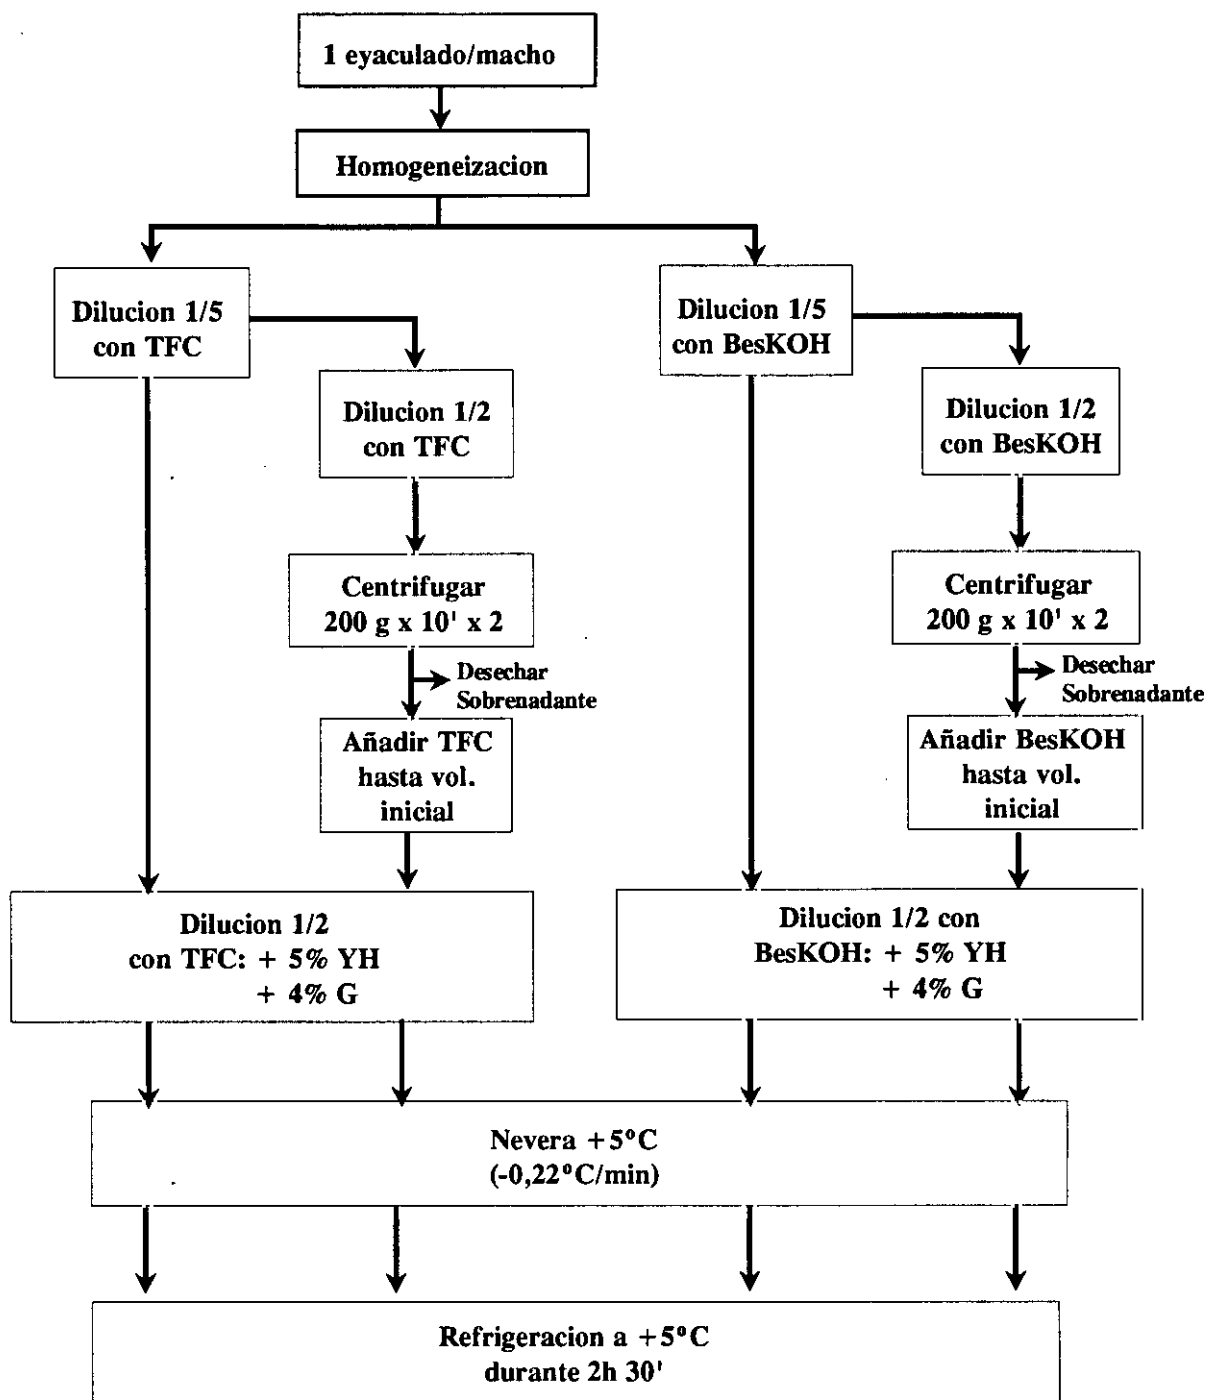 1 eyaculado/macho
Homogeneizacion
Dilucion 1/5
con TFC
Dilucion 1/2
con TFC
Centrifugar
200 g x 10' x 2
Desechar
Sobrenadante
Añadir TFC
hasta vol.
inicial
Dilucion 1/2
con TFC: + 5% YH
+ 4% G
Dilucion 1/5
con BesKOH
Dilucion 1/2
con BesKOH
Centrifugar
200 g x 10' x 2
Desechar
Sobrenadante
Añadir BesKOH
hasta vol.
inicial
Dilucion 1/2 con
BesKOH: + 5% YH
+ 4% G
Nevera +5ºC
(-0,22ºC/min)
Refrigeracion a +5ºC
durante 2h 30'